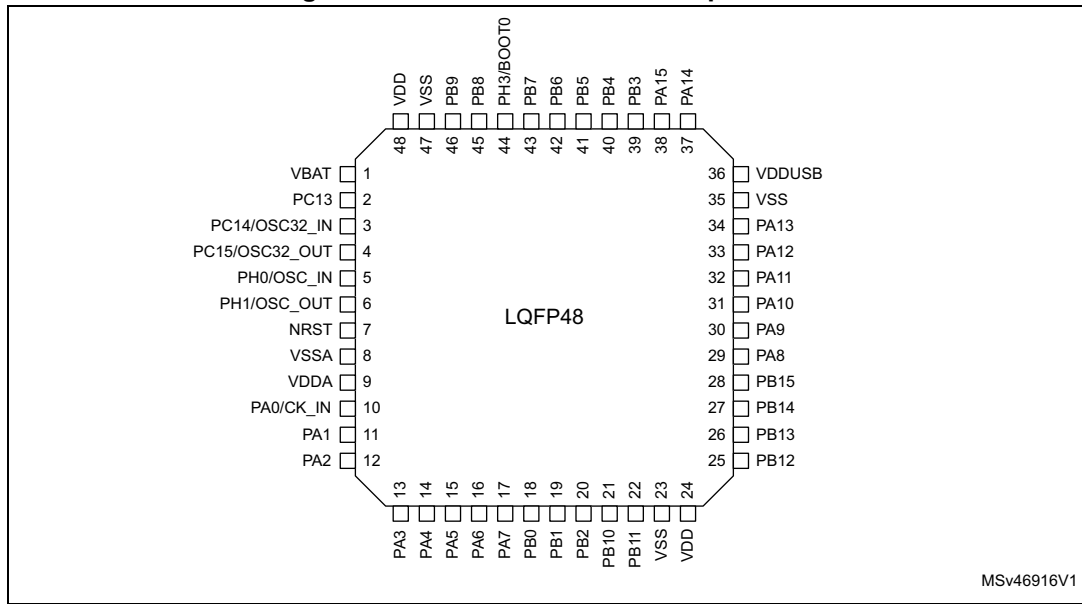 VDD
VSS
PB9
PB8
PH3/BOOT0
PB7
PB6
PB5
PB4
PB3
PA15
PA14
48 47 46 45 44 43 42 41 40 39 38 37
VBAT 1 36 VDDUSB
PC13 2 35 VSS
PC14/OSC32_IN 3 34 PA13
PC15/OSC32_OUT 4 33 PA12
PH0/OSC_IN 5 32 PA11
PH1/OSC_OUT 6 31 PA10
LQFP48
NRST 7 30 PA9
VSSA 8 29 PA8
VDDA 9 28 PB15
PA0/CK_IN 10 27 PB14
PA1 11 26 PB13
PA2 12 25 PB12
13 14 15 16 17 18 19 20 21 22 23 24
PA3
PA4
PA5
PA6
PA7
PB0
PB1
PB2
PB10
PB11
VSS
VDD
MSv46916V1